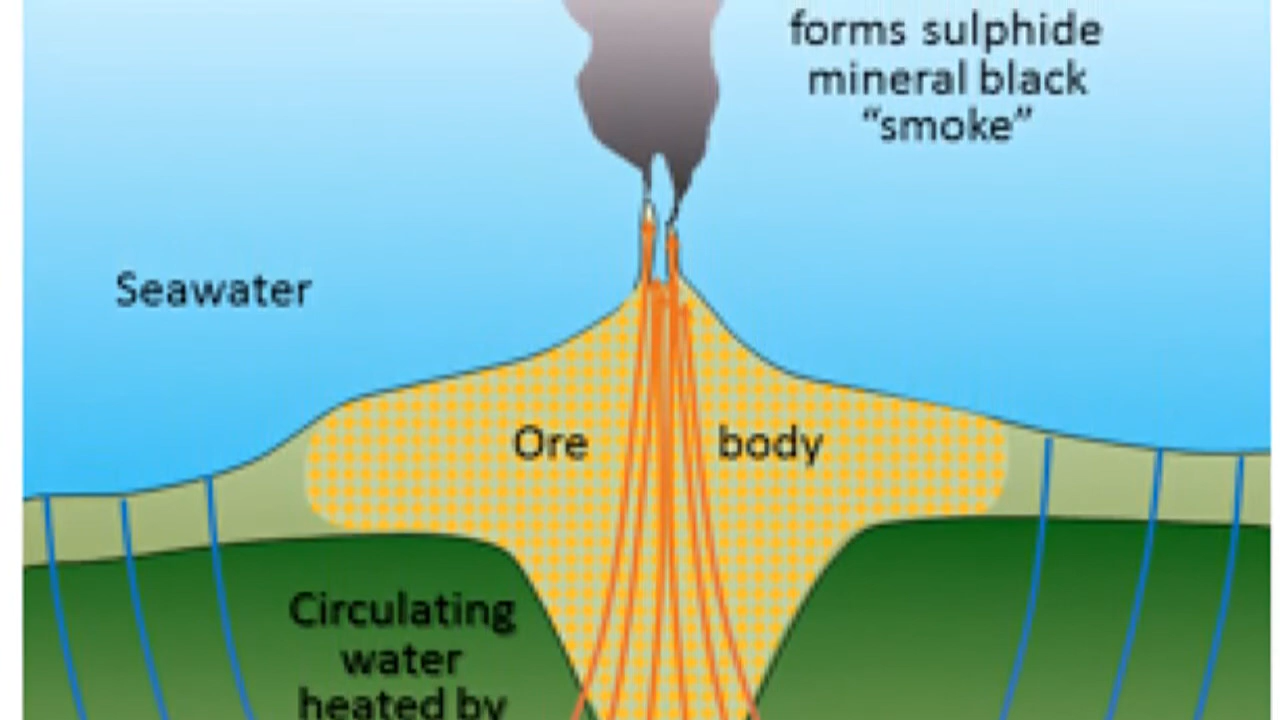 forms sulphide
mineral black
“smoke”
Seawater
Ore body
Circulating
water
heated by